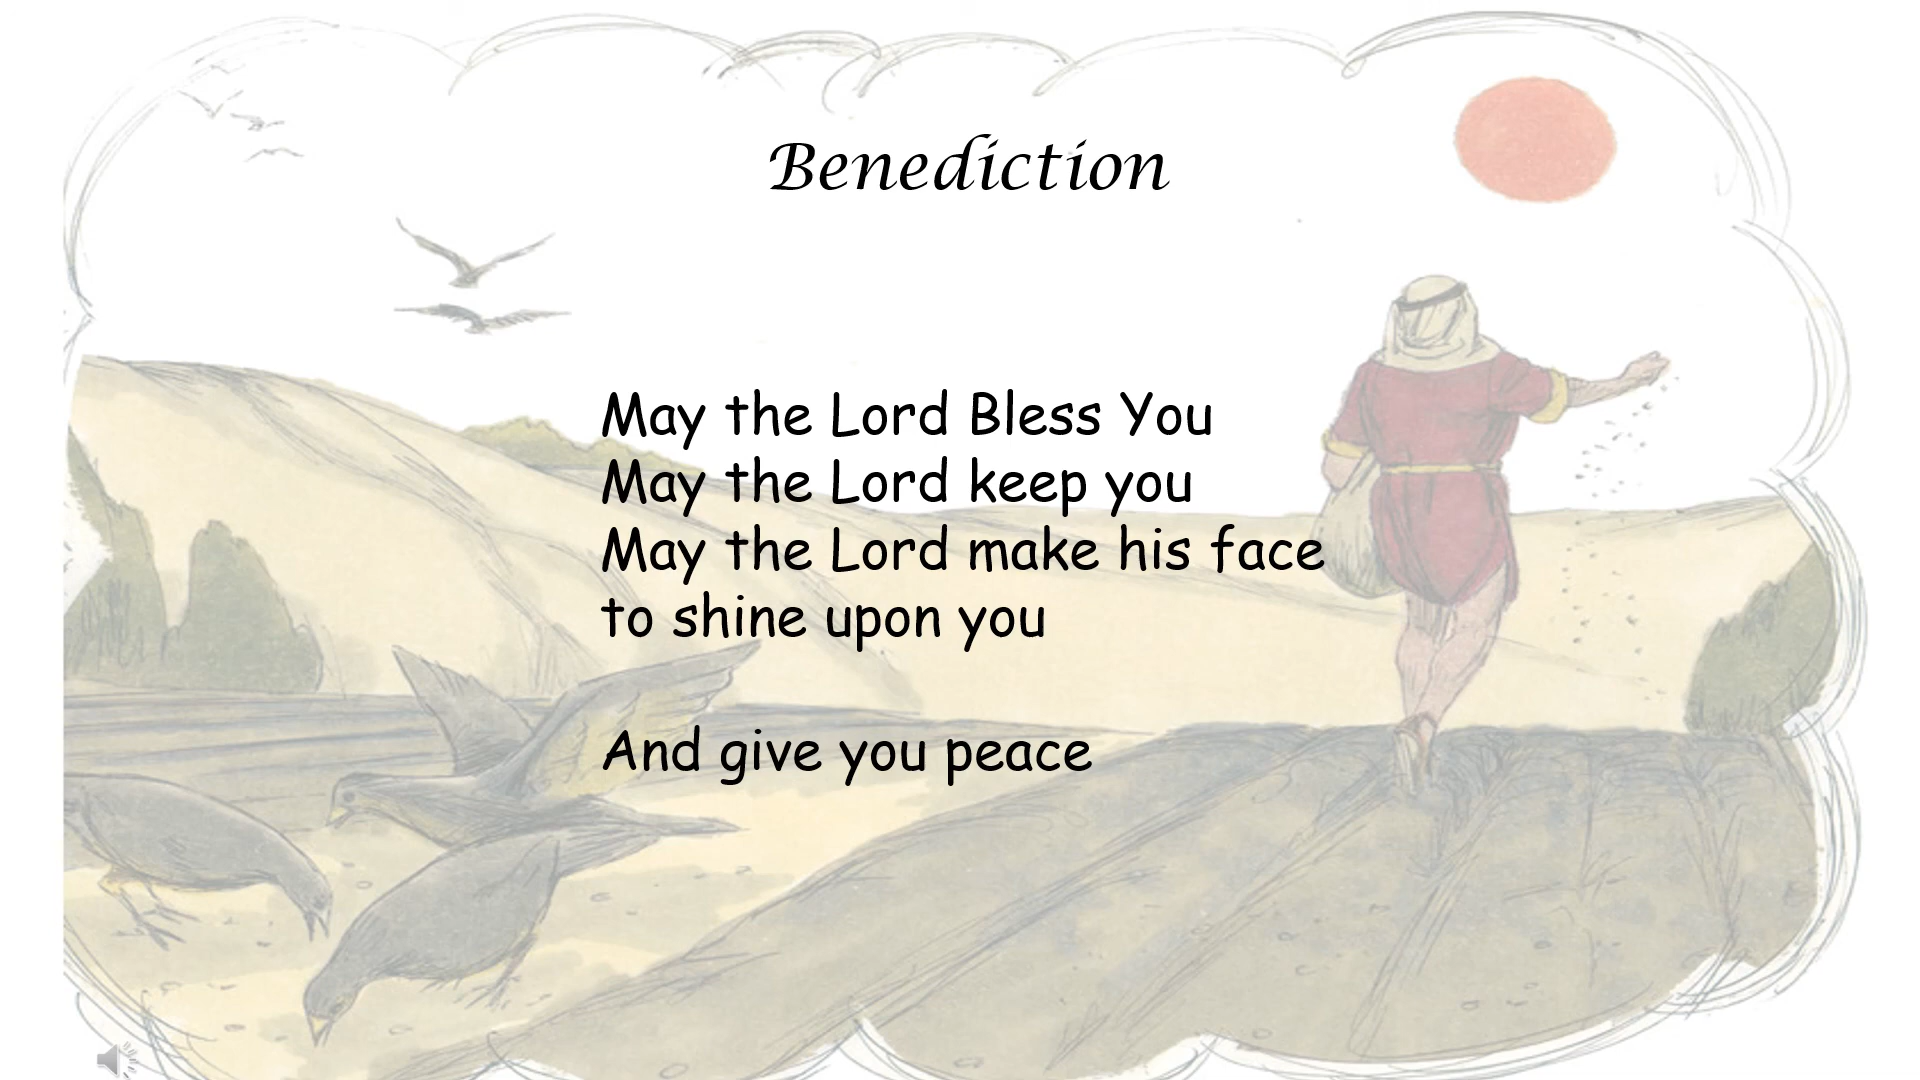 Benediction
May the Lord Bless You
May the Lord keep you
May the Lord make his face
to shine upon you
And give you peace